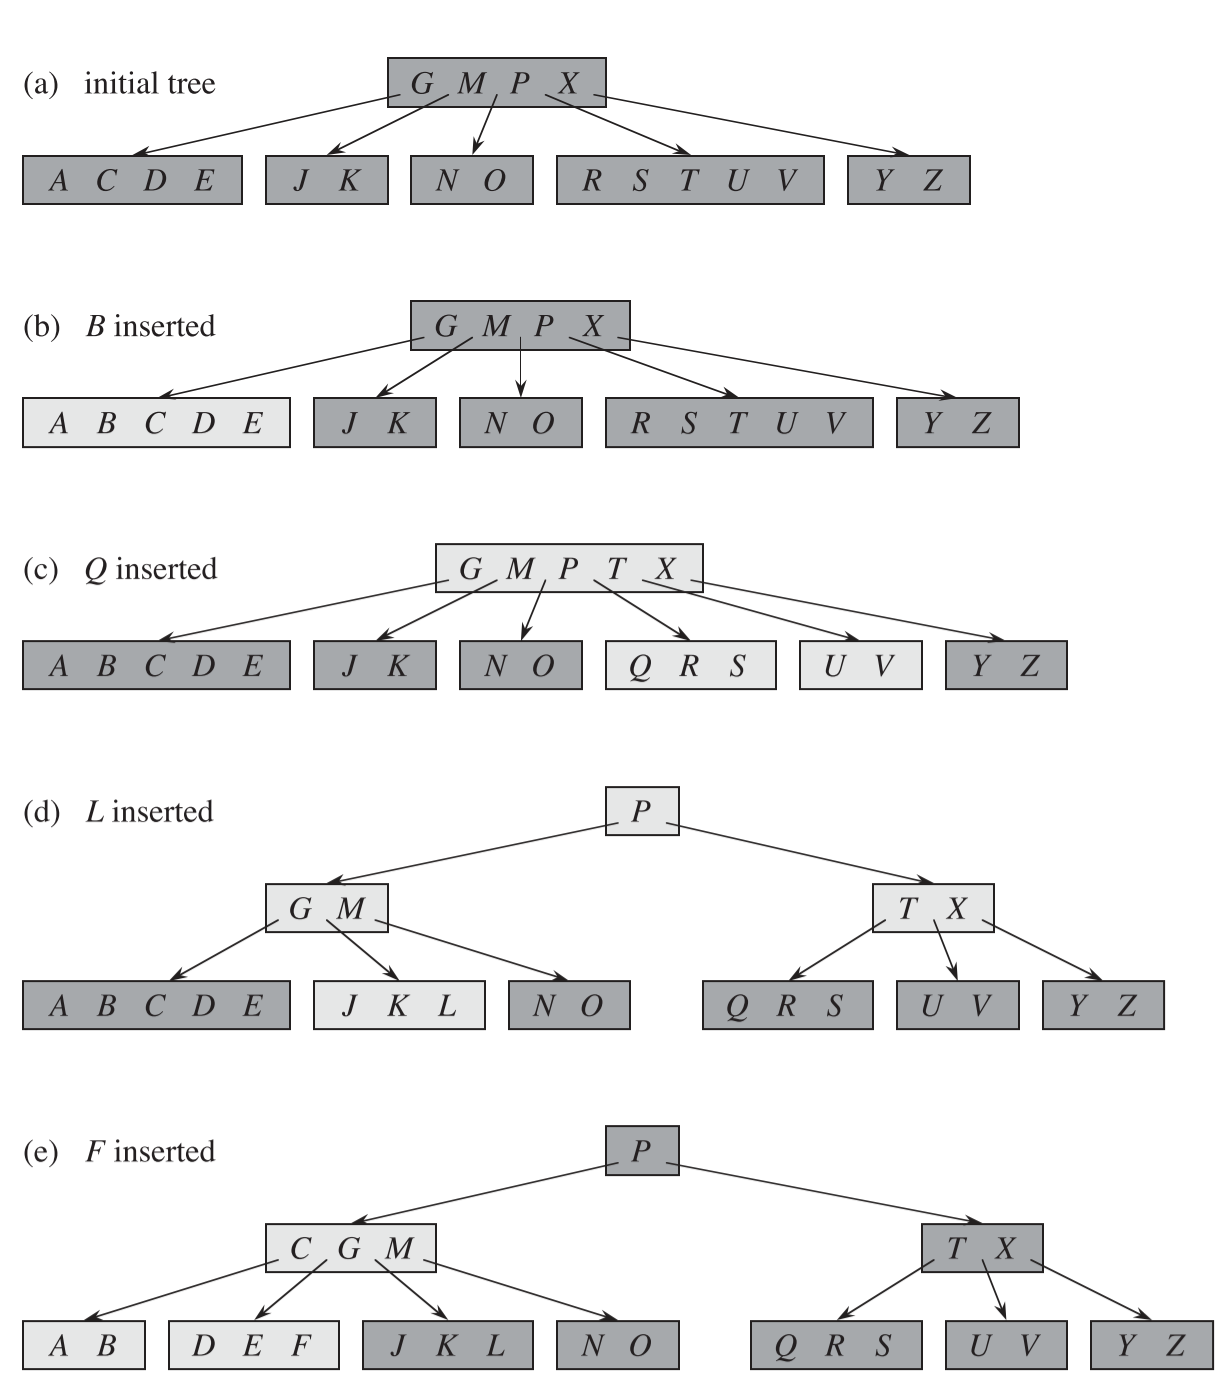 (a) initial tree G M P X
A C D E J K N O R S T U V Y Z
(b) B inserted G M P X
A B C D E J K N O R S T U V Y Z
(c) Q inserted G M P T X
A B C D E J K N O Q R S U V Y Z
(d) L inserted P
G M T X
A B C D E J K L N O Q R S U V Y Z
(e) F inserted P
C G M T X
A B D E F J K L N O Q R S U V Y Z